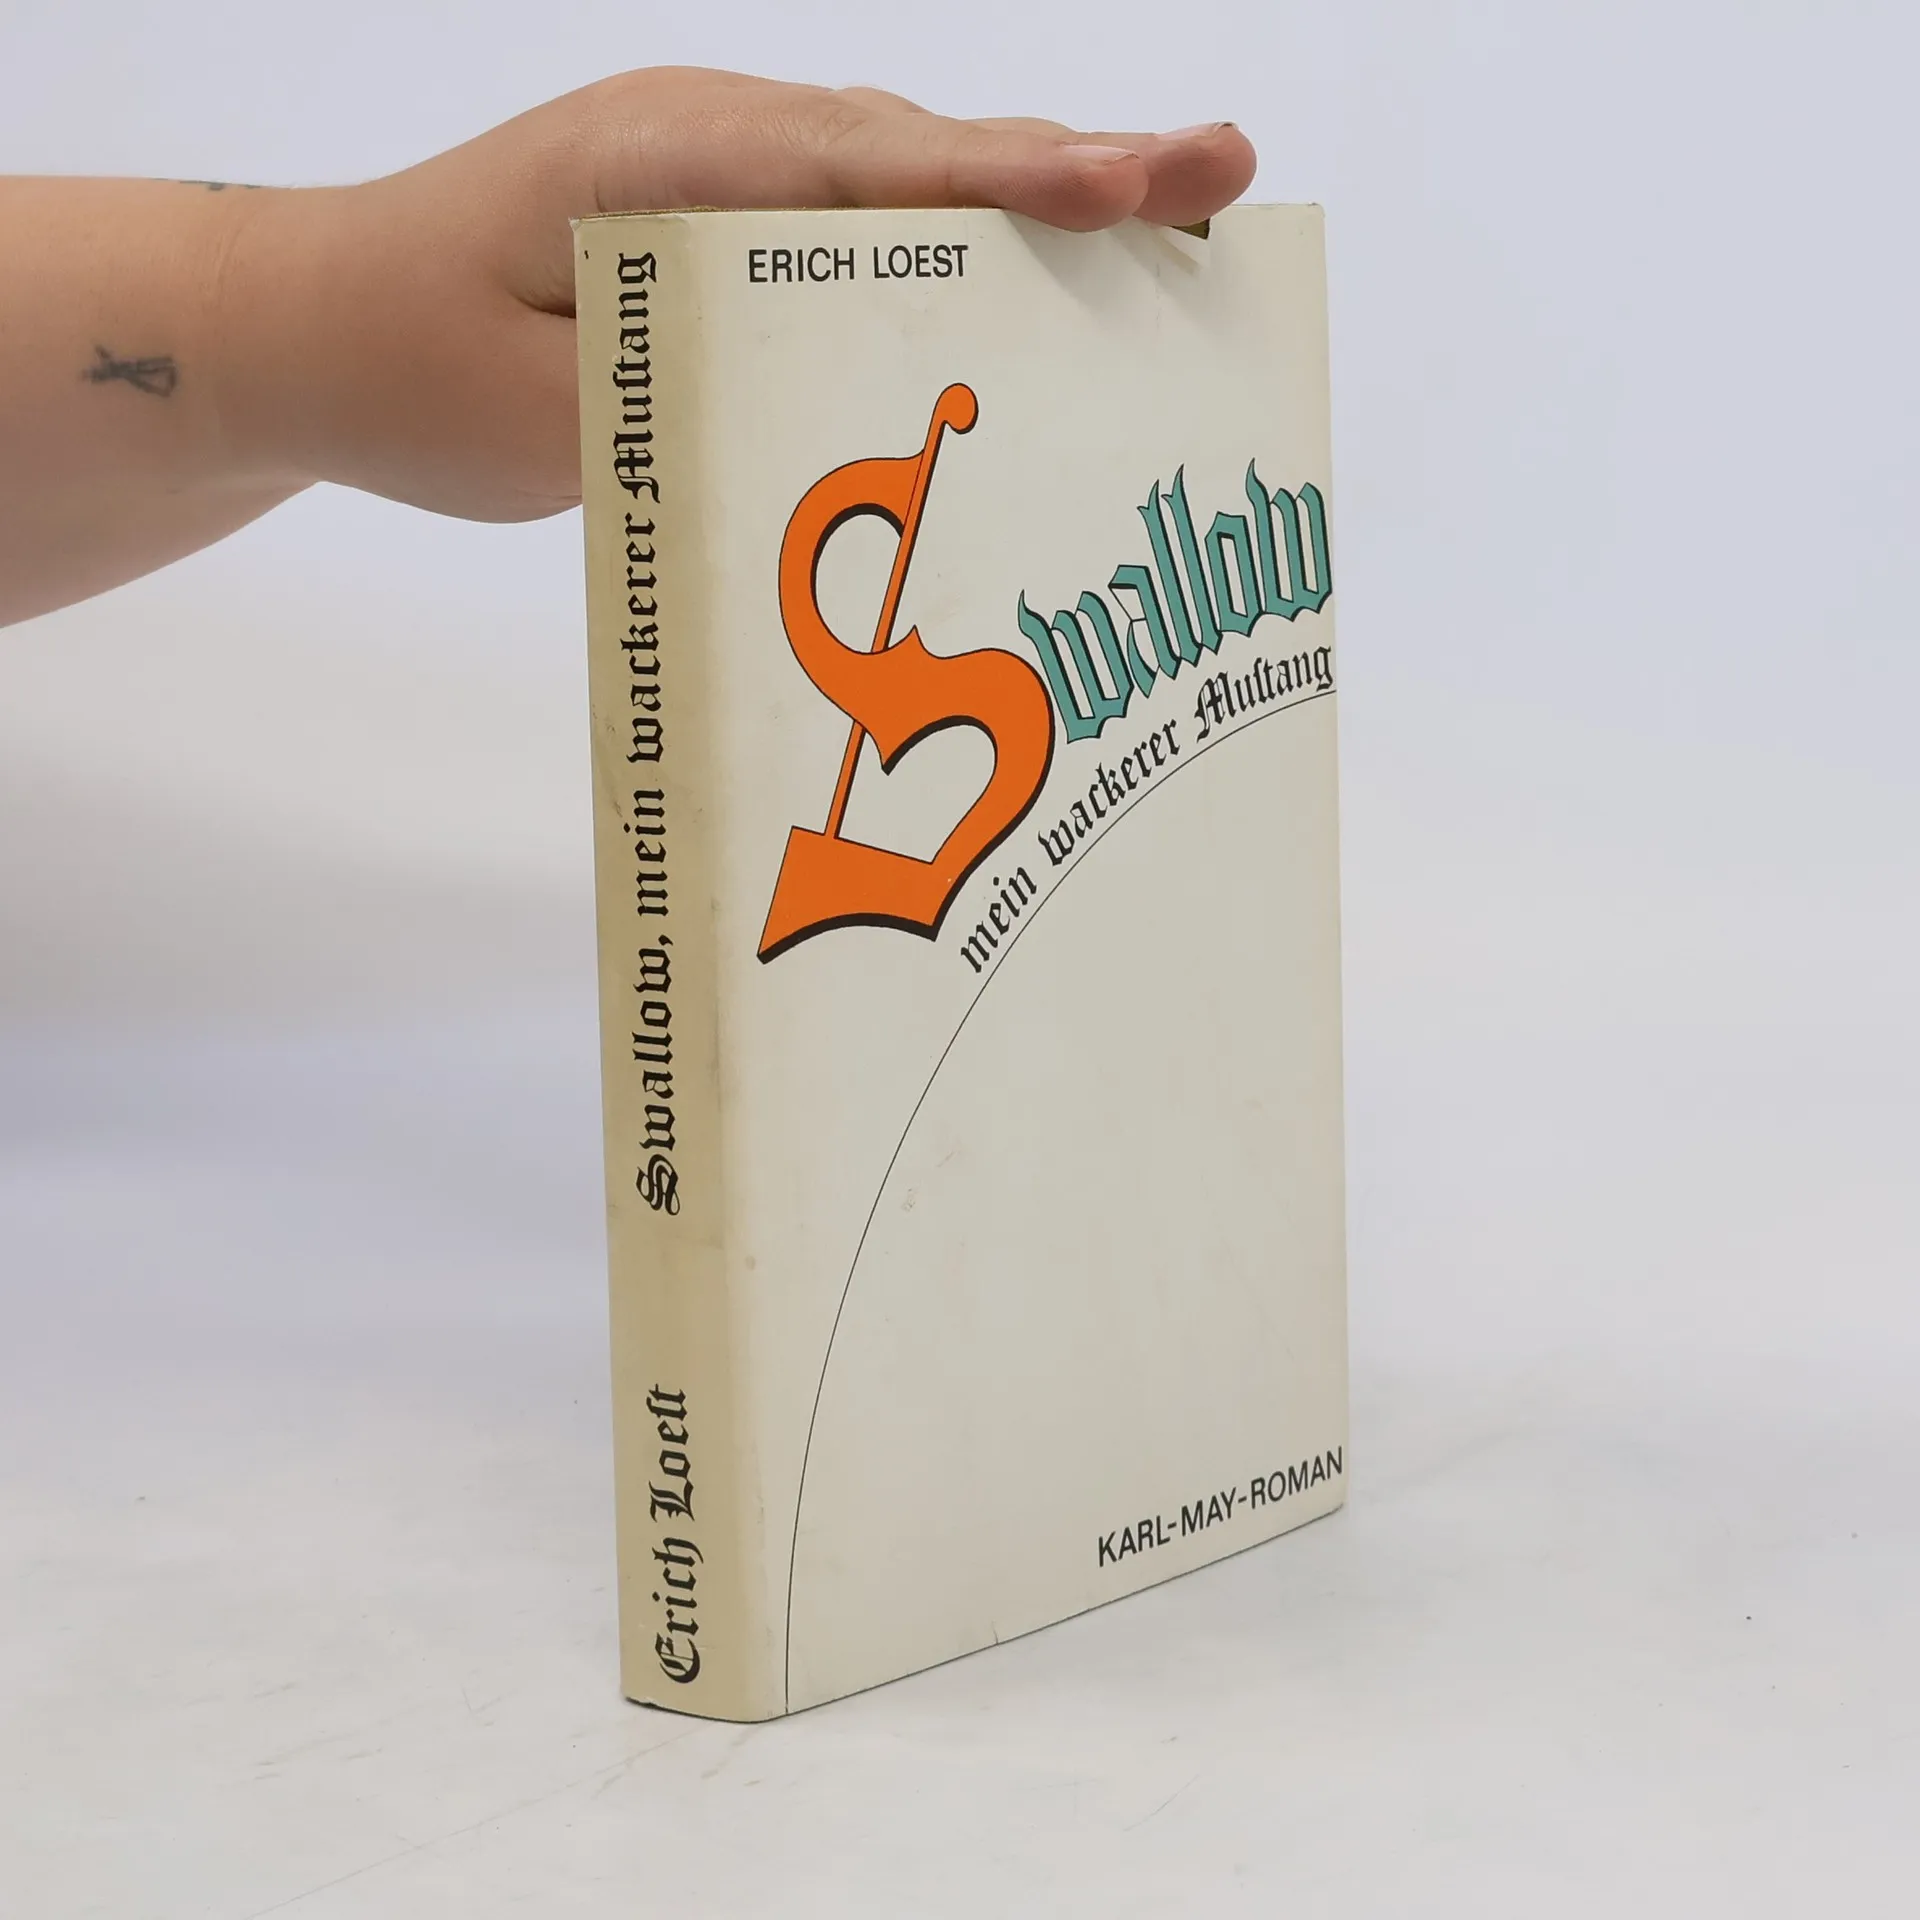 ERICH LOEST
Swallow
mein wackerer Muſtang
KARL-MAY-ROMAN
Erich Loeſt
Swallow, mein wackerer Muſtang